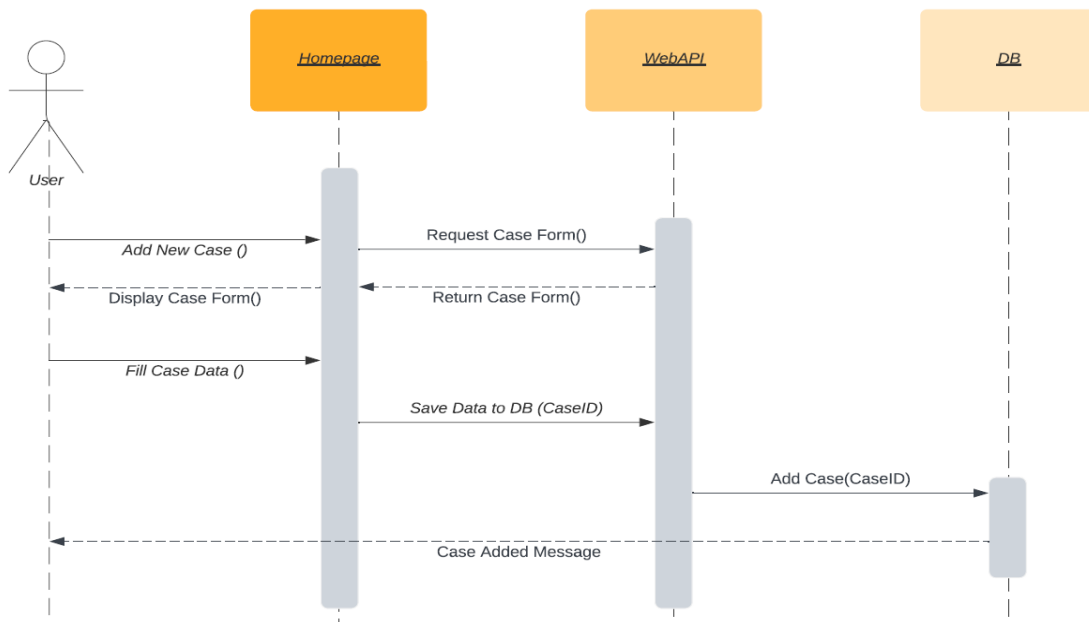 Homepage
WebAPI
DB
User
Add New Case ()
Request Case Form()
Display Case Form()
Return Case Form()
Fill Case Data ()
Save Data to DB (CaseID)
Add Case(CaseID)
Case Added Message